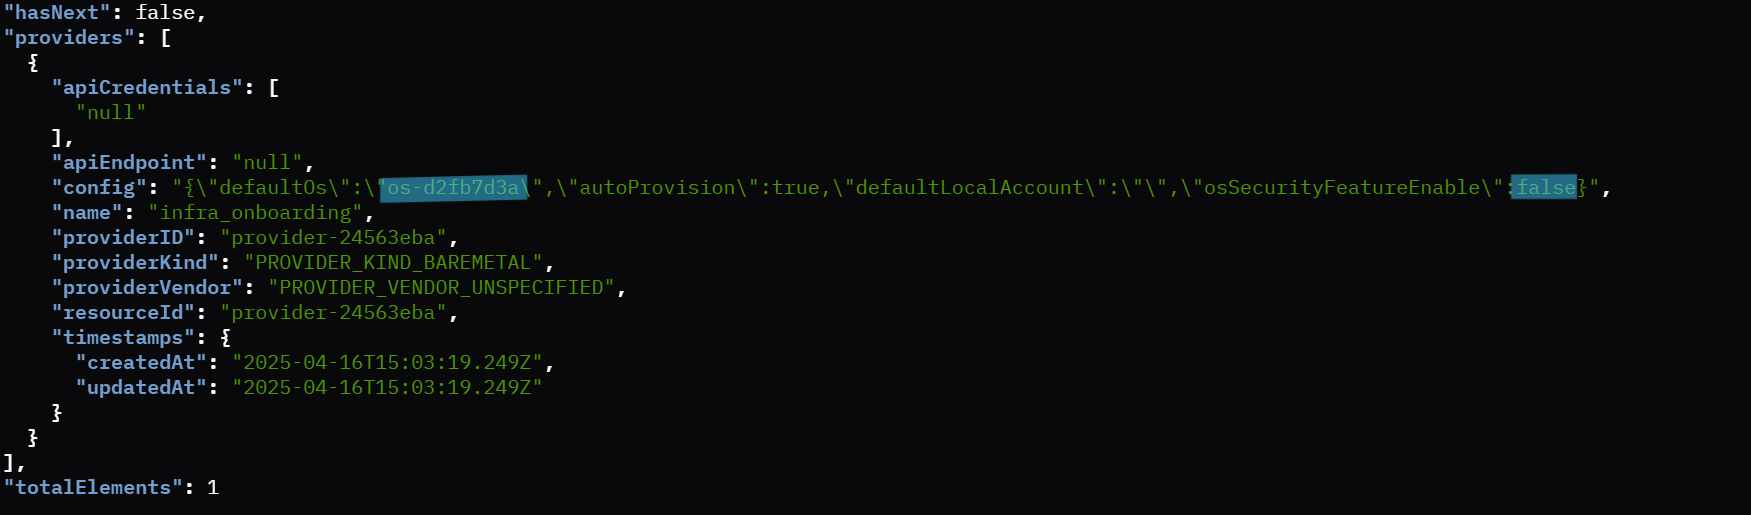 "hasNext": false,
"providers": [
{
"apiCredentials": [
"null"
],
"apiEndpoint": "null",
"config": "{\"defaultOs\":\"os-d2fb7d3a\",\"autoProvision\":true,\"defaultLocalAccount\":\"\",\"osSecurityFeatureEnable\":false}",
"name": "infra_onboarding",
"providerID": "provider-24563eba",
"providerKind": "PROVIDER_KIND_BAREMETAL",
"providerVendor": "PROVIDER_VENDOR_UNSPECIFIED",
"resourceId": "provider-24563eba",
"timestamps": {
"createdAt": "2025-04-16T15:03:19.249Z",
"updatedAt": "2025-04-16T15:03:19.249Z"
}
}
],
"totalElements": 1